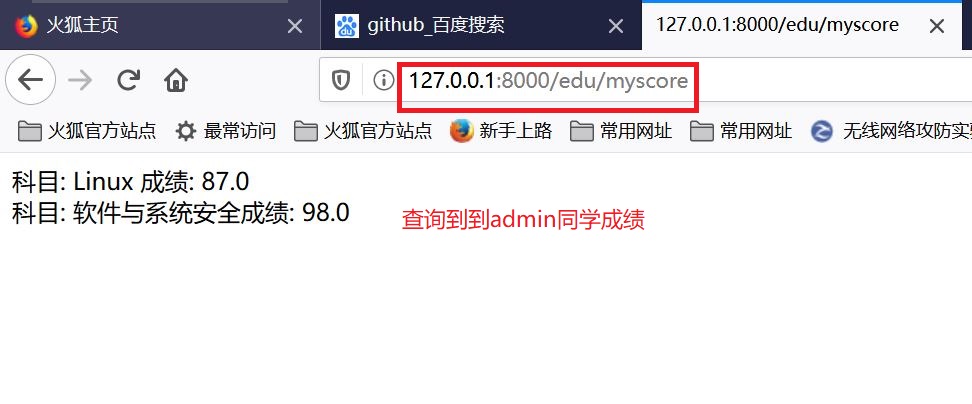 火狐主页
github_百度搜索
127.0.0.1:8000/edu/myscore
127.0.0.1:8000/edu/myscore
火狐官方站点 最常访问 火狐官方站点 新手上路 常用网址 常用网址 无线网络攻防实
科目: Linux 成绩: 87.0
科目: 软件与系统安全成绩: 98.0
查询到到admin同学成绩